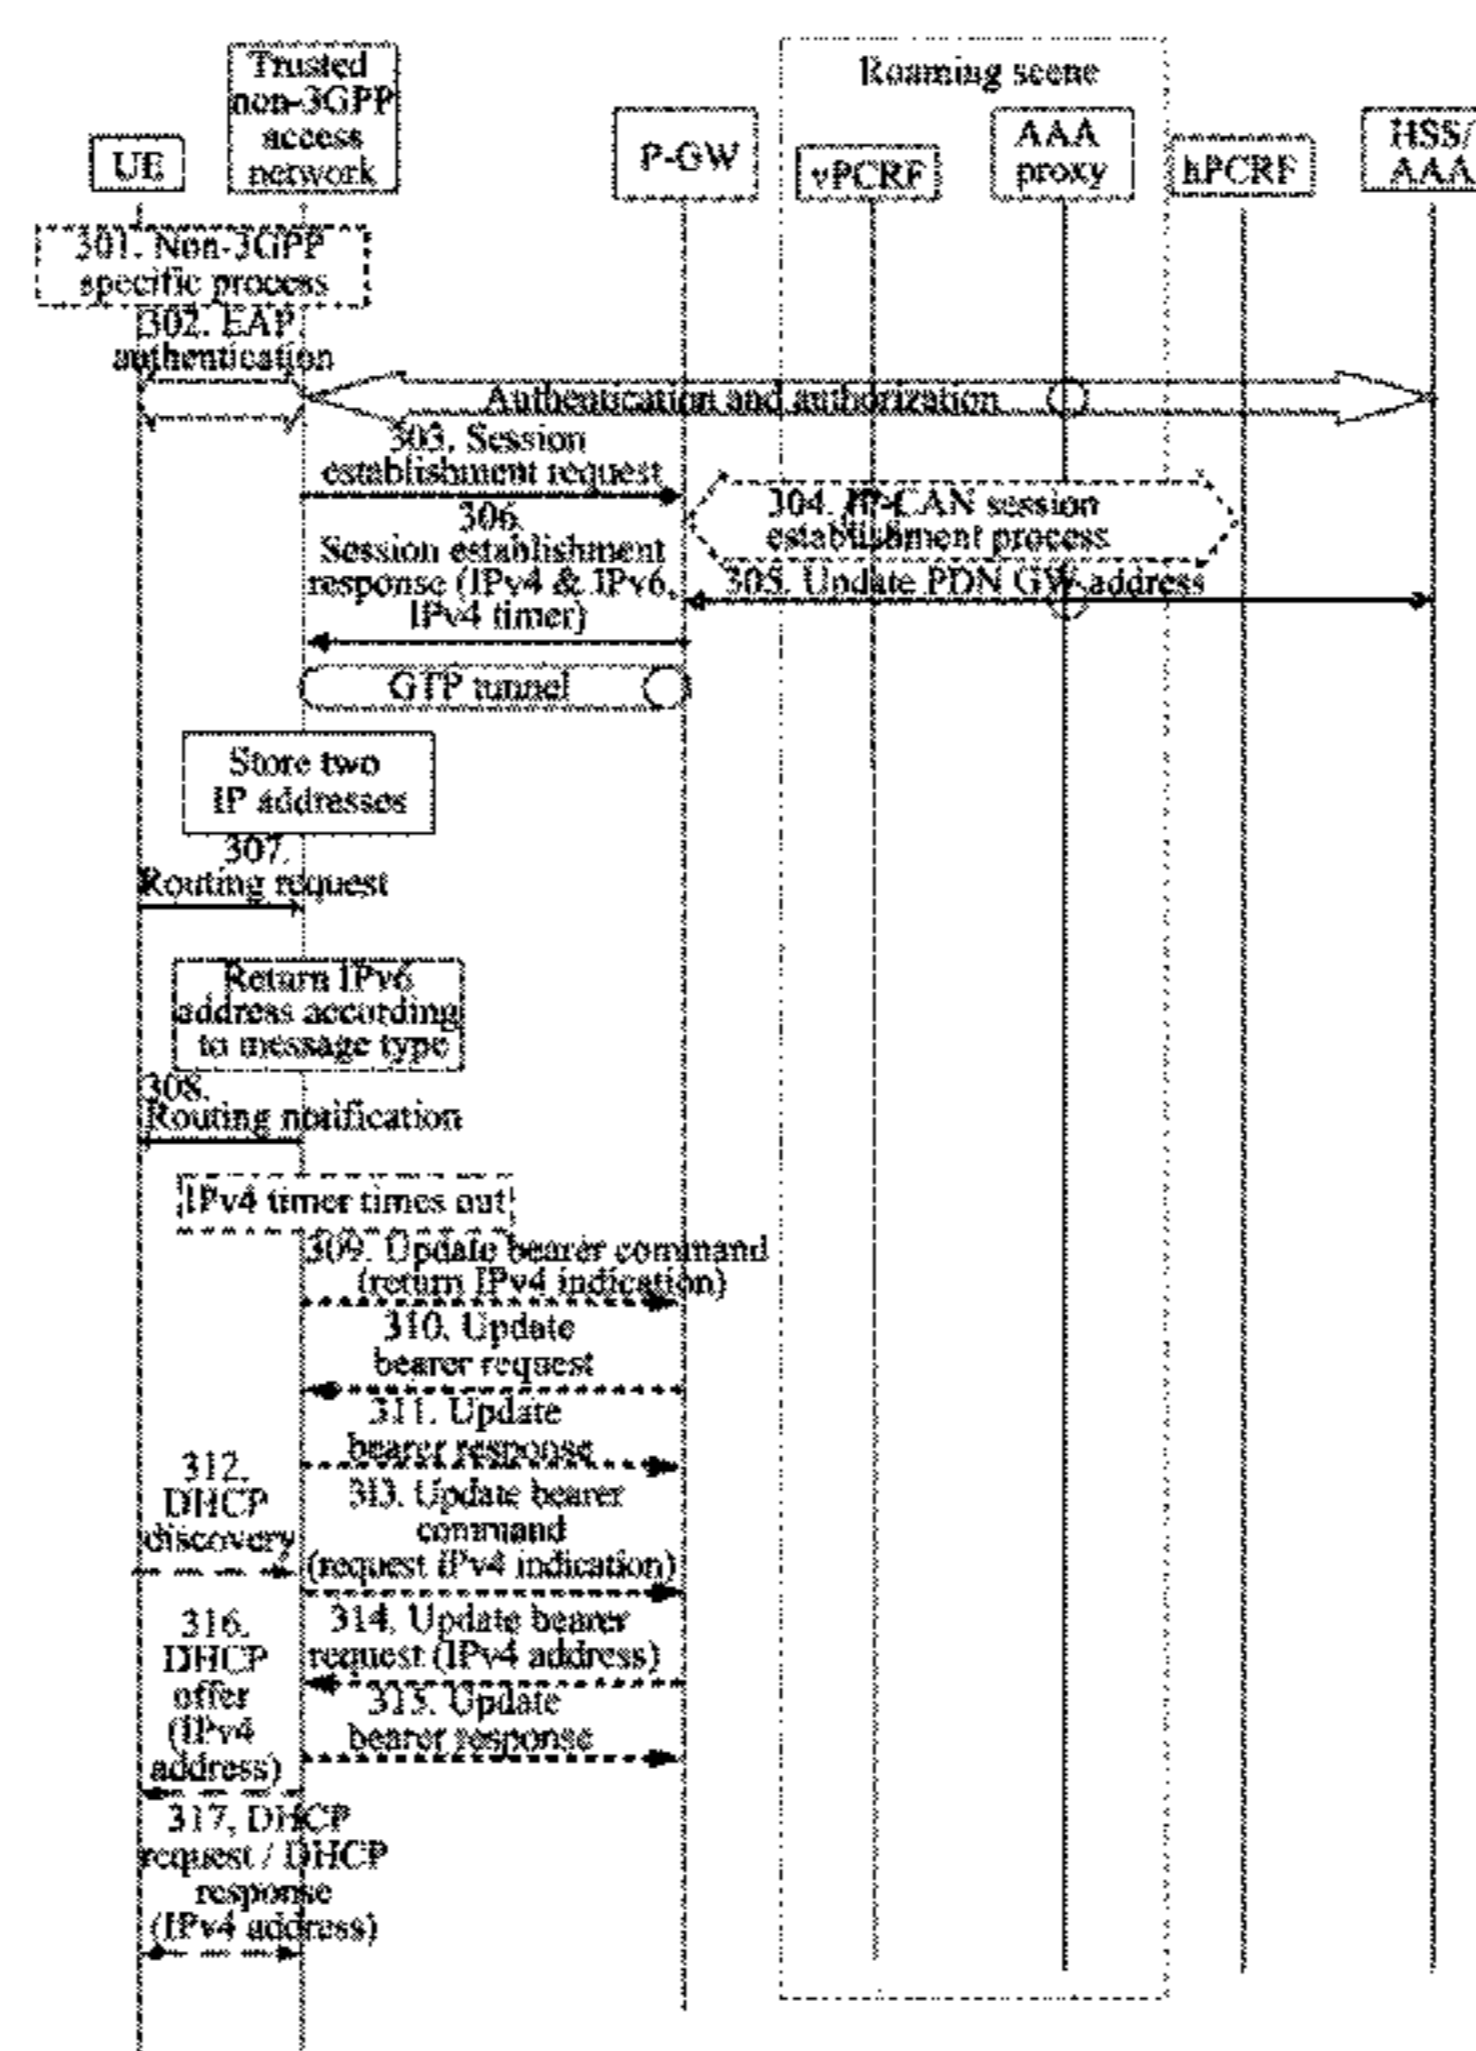 Roaming scene
Trusted
non-3GPP
access
network
UE
P-GW
vPCRF
AAA
proxy
hPCRF
HSS/
AAA
301. Non-3GPP
specific process
302. EAP
authentication
Authentication and authorization
303. Session
establishment request
304. IP-CAN session
establishment process
305. Update PDN GW address
306.
Session establishment
response (IPv4 & IPv6,
IPv4 timer)
GTP tunnel
Store two
IP addresses
307.
Routing request
Return IPv6
address according
to message type
308.
Routing notification
IPv4 timer times out
309. Update bearer command
(return IPv4 indication)
310. Update
bearer request
311. Update
bearer response
312.
DHCP
discovery
313. Update bearer
command
(request IPv4 indication)
314. Update bearer
request (IPv4 address)
315. Update
bearer response
316.
DHCP
offer
(IPv4
address)
317. DHCP
request / DHCP
response
(IPv4 address)